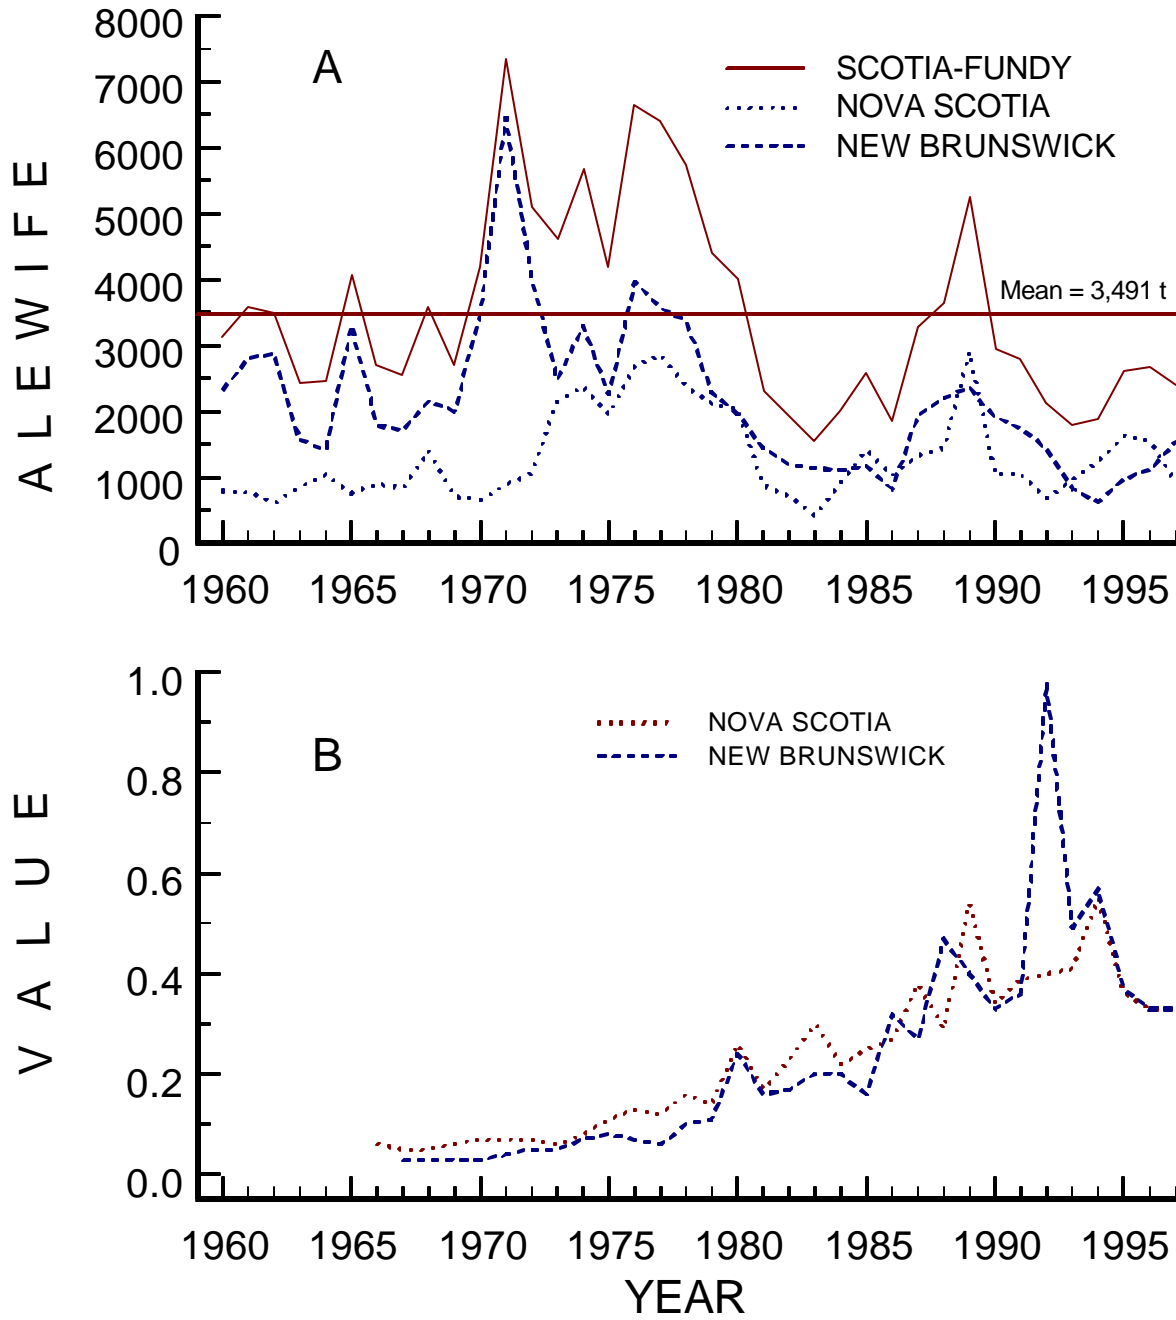 8000
7000
6000
5000
4000
3000
2000
1000
0
ALEWIFE
A
SCOTIA-FUNDY
NOVA SCOTIA
NEW BRUNSWICK
Mean = 3,491 t
1960 1965 1970 1975 1980 1985 1990 1995
1.0
0.8
0.6
0.4
0.2
0.0
VALUE
B
NOVA SCOTIA
NEW BRUNSWICK
1960 1965 1970 1975 1980 1985 1990 1995
YEAR